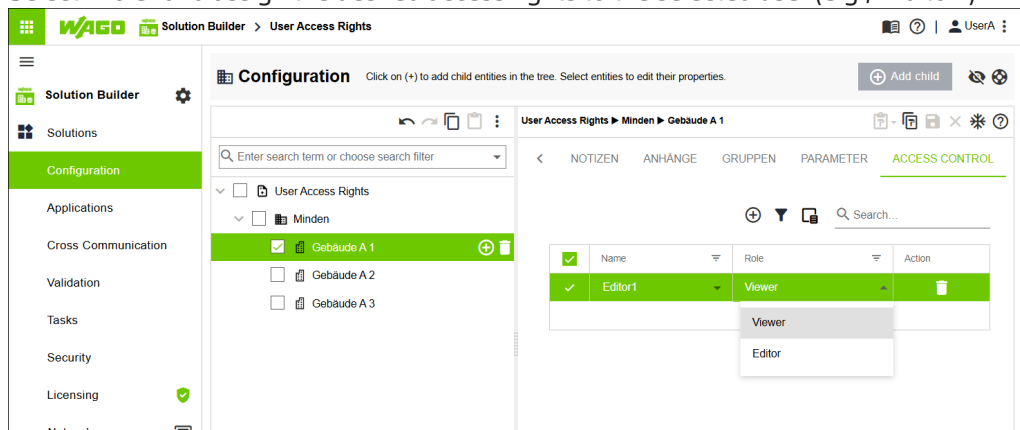 WAGO Solution Builder > User Access Rights | UserA
Configuration Click on (+) to add child entities in the tree. Select entities to edit their properties. Add child
Solution Builder
Solutions
Configuration
Applications
Cross Communication
Validation
Tasks
Security
Licensing
Enter search term or choose search filter
User Access Rights
Minden
Gebäude A 1
Gebäude A 2
Gebäude A 3
User Access Rights ▶ Minden ▶ Gebäude A 1
NOTIZEN ANHÄNGE GRUPPEN PARAMETER ACCESS CONTROL
Search...
Name Role Action
Editor1 Viewer
Viewer
Editor